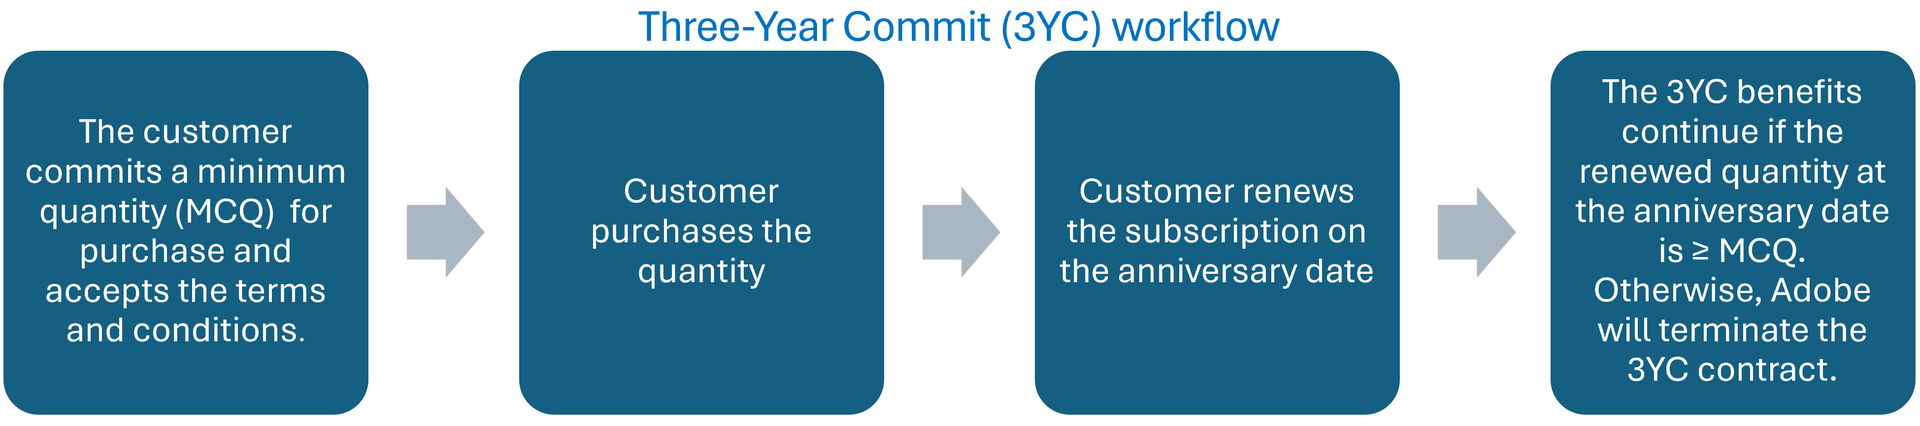 Three-Year Commit (3YC) workflow
The customer
commits a minimum
quantity (MCQ)  for
purchase and
accepts the terms
and conditions.
Customer
purchases the
quantity
Customer renews
the subscription on
the anniversary date
The 3YC benefits
continue if the
renewed quantity at
the anniversary date
is ≥ MCQ.
Otherwise, Adobe
will terminate the
3YC contract.